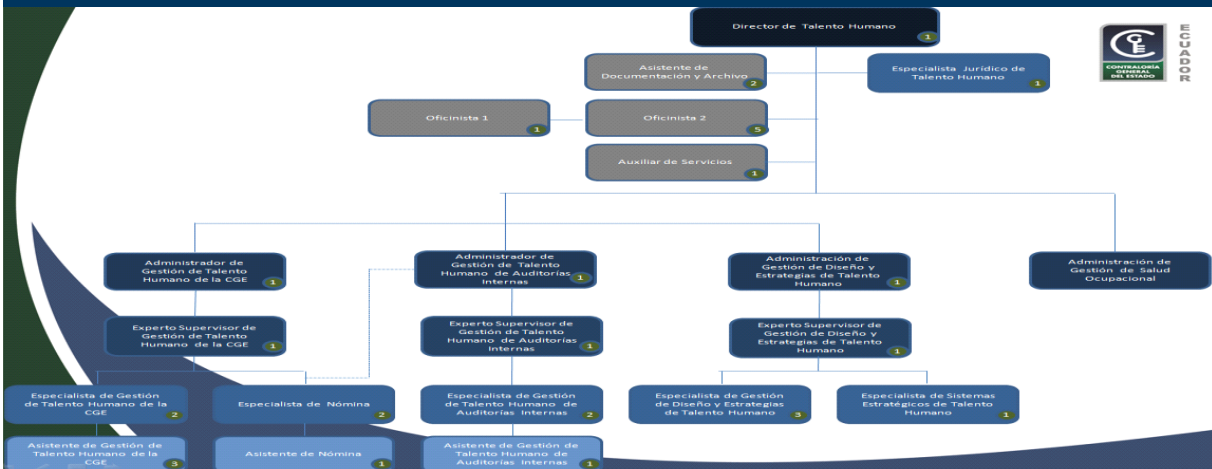 Director de Talento Humano
1
ECUADOR
CONTRALORÍA
GENERAL
DEL ESTADO
Asistente de
Documentación y Archivo
2
Especialista Jurídico de
Talento Humano
1
Oficinista 1
1
Oficinista 2
5
Auxiliar de Servicios
1
Administrador de
Gestión de Talento
Humano de la CGE
1
Administrador de
Gestión de Talento
Humano de Auditorías
Internas
1
Administración de
Gestión de Diseño y
Estrategias de Talento
Humano
1
Administración de
Gestión de Salud
Ocupacional
Experto Supervisor de
Gestión de Talento
Humano de la CGE
1
Experto Supervisor de
Gestión de Talento
Humano de Auditorías
Internas
1
Experto Supervisor de
Gestión de Diseño y
Estrategias de Talento
Humano
1
Especialista de Gestión
de Talento Humano de la
CGE
2
Especialista de Nómina
2
Especialista de Gestión
de Talento Humano de
Auditorías Internas
2
Especialista de Gestión
de Diseño y Estrategias
de Talento Humano
3
Especialista de Sistemas
Estratégicos de Talento
Humano
1
Asistente de Gestión de
Talento Humano de la
CGE
3
Asistente de Nómina
1
Asistente de Gestión de
Talento Humano de
Auditorías Internas
1